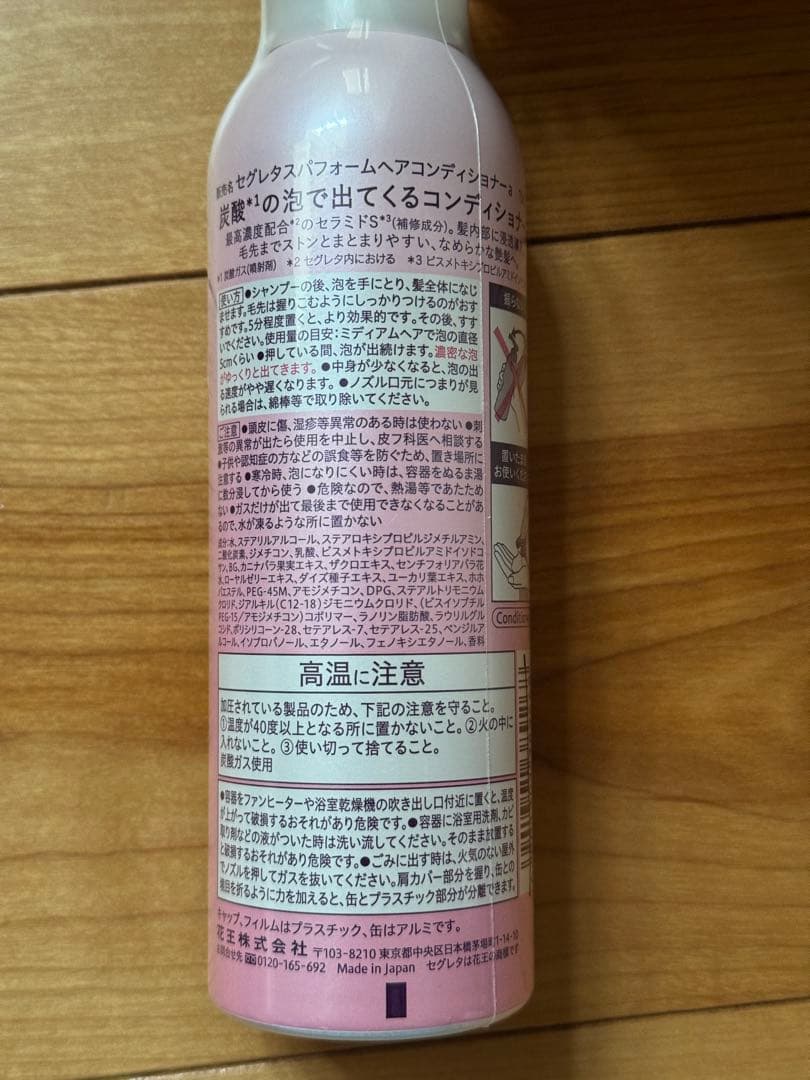 販売名 セグレタスパフォームヘアコンディショナーa
炭酸*1の泡で出てくるコンディショナー
最高濃度配合*2のセラミドS*3(補修成分)。髪内部に浸透
毛先までストンとまとまりやすい、なめらかな艶髪へ
*1 炭酸ガス(噴射剤) *2 セグレタ内における *3 ビスメトキシプロピルアミドイソ
使い方 ●シャンプーの後、泡を手にとり、髪全体になじ
ませます。毛先は握りこむようにしっかりつけるのがおす
すめです。5分程度置くと、より効果的です。その後、すす
いでください。使用量の目安:ミディアムヘアで泡の直径
5cmくらい ●押している間、泡が出続けます。濃密な泡
がゆっくりと出てきます。 ●中身が少なくなると、泡の出
る速度がやや遅くなります。 ●ノズル口元につまりが見
られる場合は、綿棒等で取り除いてください。
振らな
ご注意 ●頭皮に傷、湿疹等異常のある時は使わない ●刺
激等の異常が出たら使用を中止し、皮フ科医へ相談する
●子供や認知症の方などの誤食等を防ぐため、置き場所に
注意する ●寒冷時、泡になりにくい時は、容器をぬるま湯
に数分浸してから使う ●危険なので、熱湯等であたため
ない ●ガスだけが出て最後まで使用できなくなることがあ
るので、水が凍るような所に置かない
置いたまま
お使いくだ
成分:水、ステアリルアルコール、ステアロキシプロピルジメチルアミン、
二酸化炭素、ジメチコン、乳酸、ビスメトキシプロピルアミドイソドコ
サン、BG、カニナバラ果実エキス、ザクロエキス、センチフォリアバラ花
水、ローヤルゼリーエキス、ダイズ種子エキス、ユーカリ葉エキス、ホホ
バエステル、PEG-45M、アモジメチコン、DPG、ステアルトリモニウム
クロリド、ジアルキル(C12-18)ジモニウムクロリド、(ビスイソブチル
PEG-15/アモジメチコン)コポリマー、ラノリン脂肪酸、ラウリルグル
コシド、ポリシリコーン-28、セテアレス-7、セテアレス-25、ベンジルア
ルコール、イソプロパノール、エタノール、フェノキシエタノール、香料
Condition
高温に注意
加圧されている製品のため、下記の注意を守ること。
①温度が40度以上となる所に置かないこと。②火の中に
入れないこと。③使い切って捨てること。
炭酸ガス使用
●容器をファンヒーターや浴室乾燥機の吹き出し口付近に置くと、温度
が上がって破損するおそれがあり危険です。●容器に浴室用洗剤、カビ
取り剤などの液がついた時は洗い流してください。そのまま放置する
と破損するおそれがあり危険です。●ごみに出す時は、火気のない屋外
でノズルを押してガスを抜いてください。肩カバー部分を握り、缶との
境目を折るように力を加えると、缶とプラスチック部分が分離できます。
キャップ、フィルムはプラスチック、缶はアルミです。
花王株式会社 〒103-8210 東京都中央区日本橋茅場町1-14-10
お問合せ先 0120-165-692 Made in Japan セグレタは花王の商標です